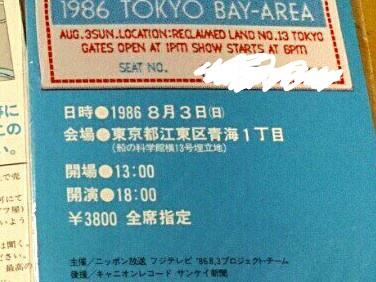 1986 TOKYO BAY-AREA
AUG.3SUN.LOCATION:RECLAIMED LAND NO.13 TOKYO
GATES OPEN AT 1PM SHOW STARTS AT 6PM
SEAT NO.
日時●1986 8月3日(日)
会場●東京都江東区青海1丁目
(船の科学館横13号埋立地)
開場●13:00
開演●18:00
¥3800 全席指定
主催/ニッポン放送 フジテレビ '86 8,3プロジェクトチーム
後援/キャニオンレコード サンケイ新聞